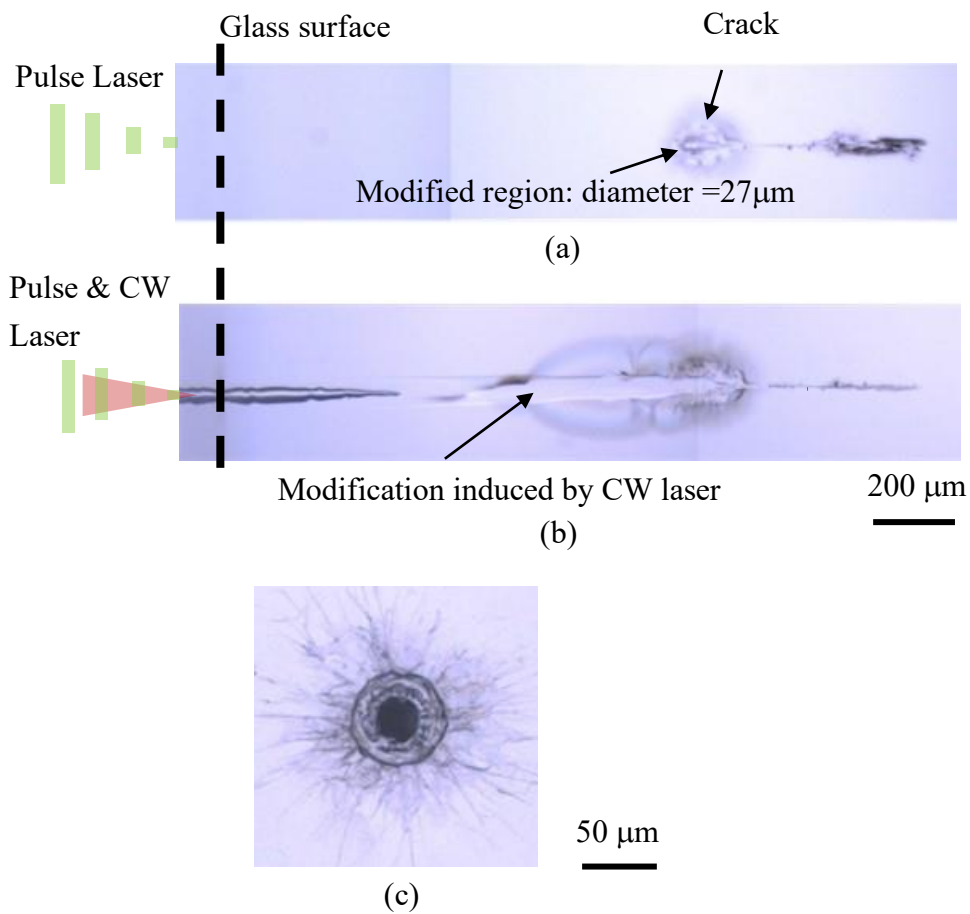 Glass surface
Crack
Pulse Laser
Modified region: diameter =27μm
(a)
Pulse & CW
Laser
Modification induced by CW laser
200 μm
(b)
50 μm
(c)